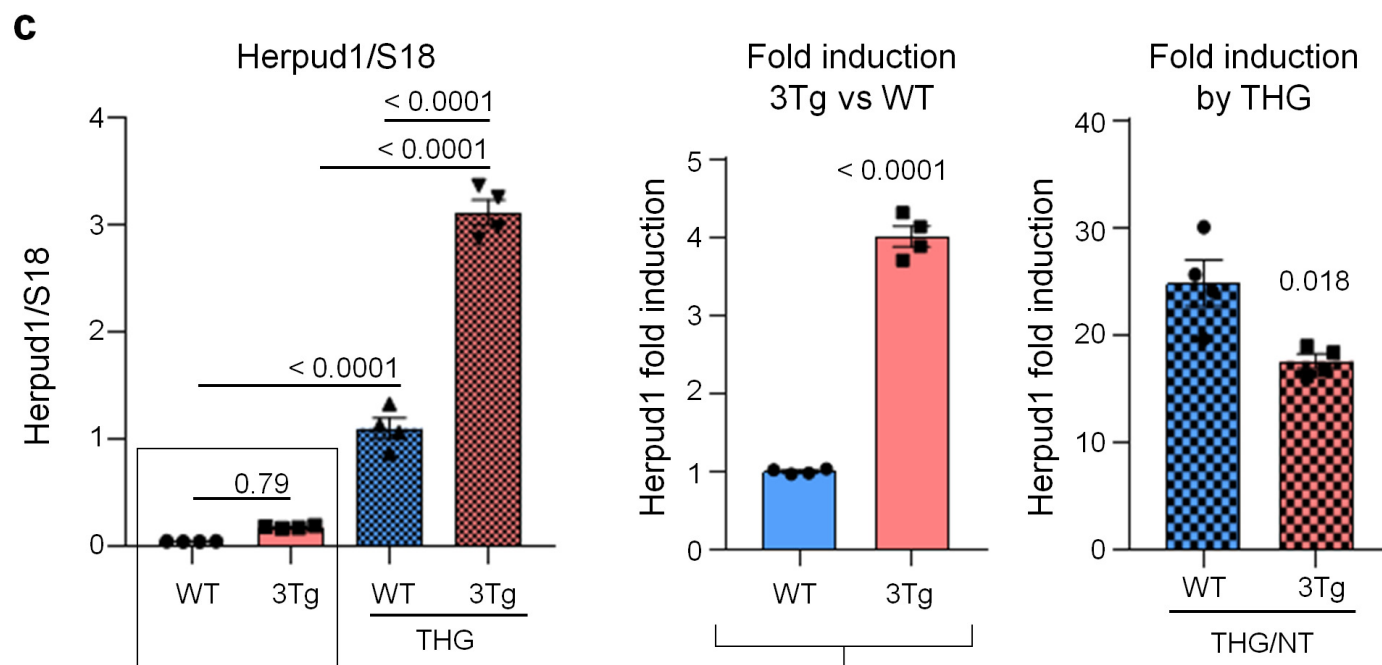 c
Herpud1/S18
< 0.0001
< 0.0001
< 0.0001
0.79
Herpud1/S18
4
3
2
1
0
WT
3Tg
WT
3Tg
THG
Fold induction
3Tg vs WT
< 0.0001
Herpud1 fold induction
5
4
3
2
1
0
WT
3Tg
Fold induction
by THG
0.018
Herpud1 fold induction
40
30
20
10
0
WT
3Tg
THG/NT